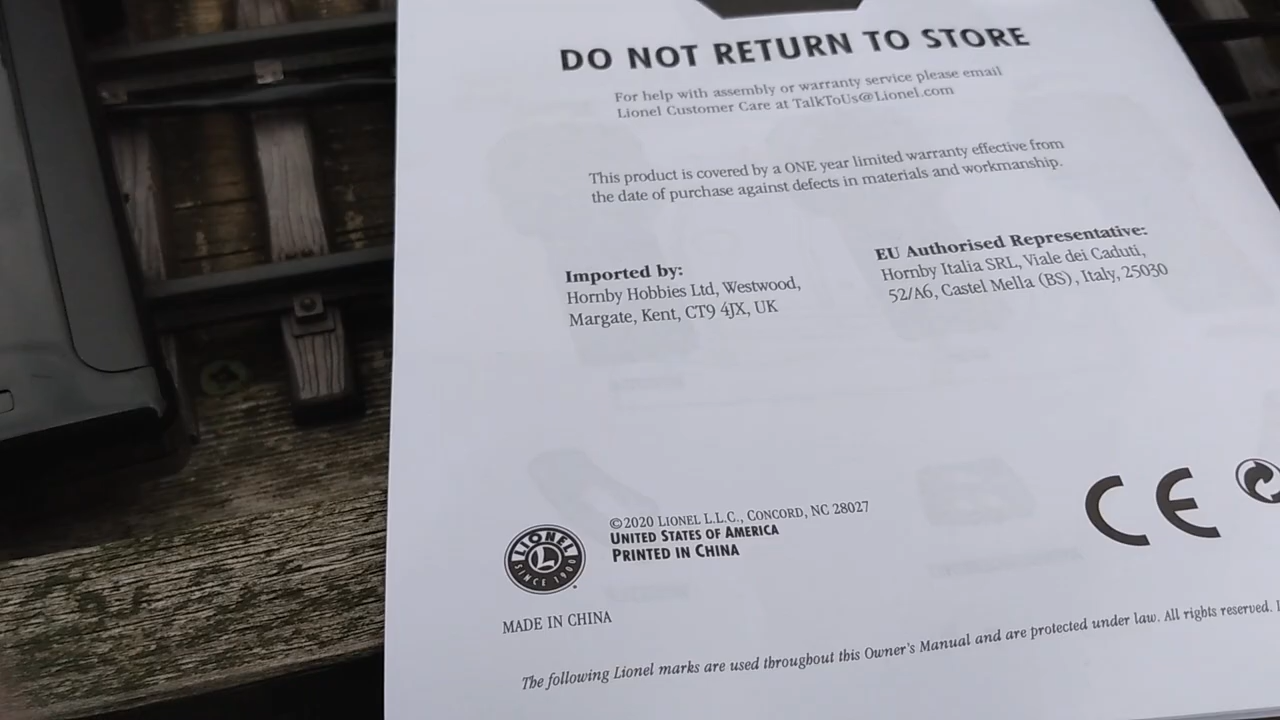 DO NOT RETURN TO STORE
For help with assembly or warranty service please email
Lionel Customer Care at TalkToUs@Lionel.com
This product is covered by a ONE year limited warranty effective from
the date of purchase against defects in materials and workmanship.
Imported by:
Hornby Hobbies Ltd, Westwood,
Margate, Kent, CT9 4JX, UK
EU Authorised Representative:
Hornby Italia SRL, Viale dei Caduti,
52/A6, Castel Mella (BS), Italy, 25030
©2020 LIONEL L.L.C., CONCORD, NC 28027
UNITED STATES OF AMERICA
PRINTED IN CHINA
LIONEL
L
SINCE 1900
CE
MADE IN CHINA
The following Lionel marks are used throughout this Owner's Manual and are protected under law. All rights reserved.